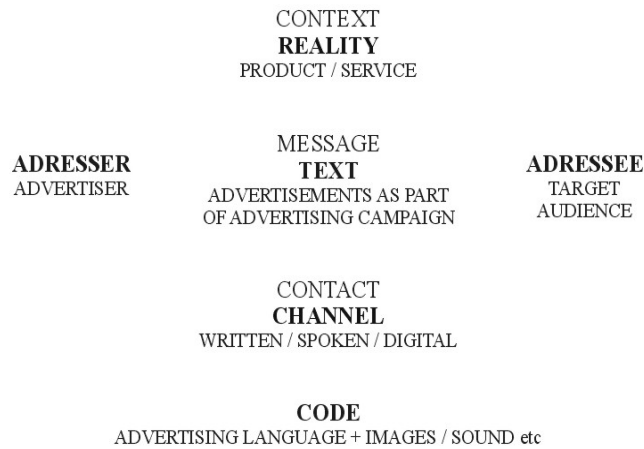 CONTEXT
REALITY
PRODUCT / SERVICE
ADRESSER
ADVERTISER
MESSAGE
TEXT
ADVERTISEMENTS AS PART
OF ADVERTISING CAMPAIGN
ADRESSEE
TARGET
AUDIENCE
CONTACT
CHANNEL
WRITTEN / SPOKEN / DIGITAL
CODE
ADVERTISING LANGUAGE + IMAGES / SOUND etc